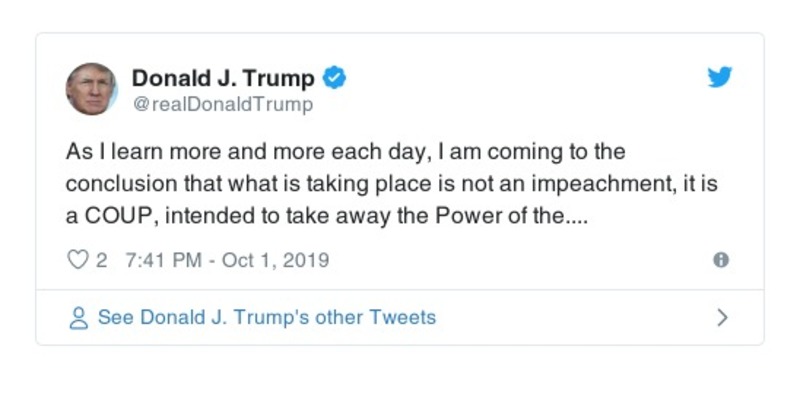 Donald J. Trump
@realDonaldTrump
As I learn more and more each day, I am coming to the
conclusion that what is taking place is not an impeachment, it is
a COUP, intended to take away the Power of the....
2 7:41 PM - Oct 1, 2019
See Donald J. Trump's other Tweets